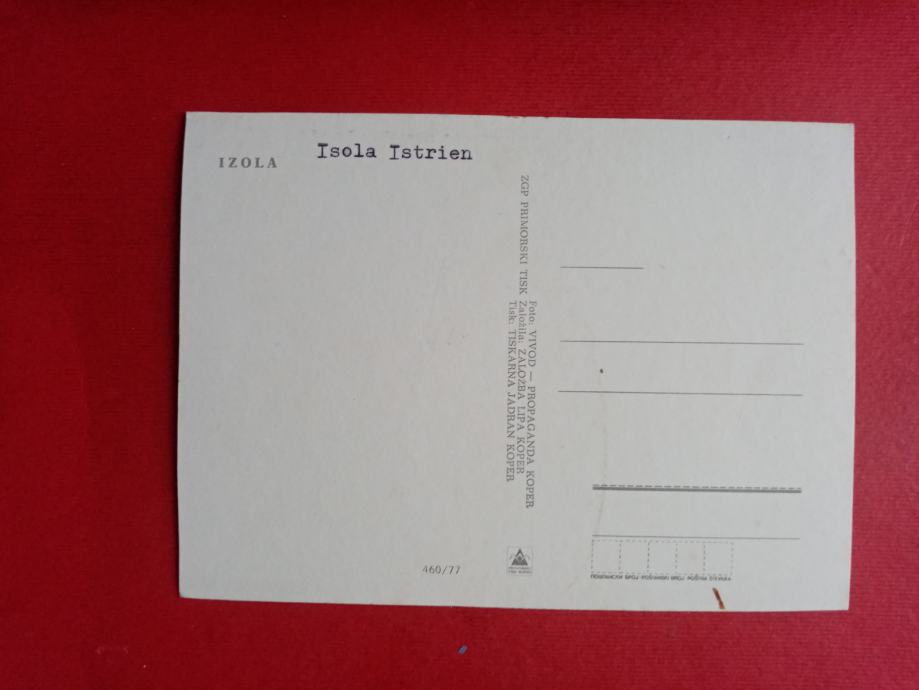 IZOLA
Isola Istrien
ZGP PRIMORSKI TISK
Foto: VIVOD — PROPAGANDA KOPER
Založila: ZALOŽBA LIPA KOPER
Tisk: TISKARNA JADRAN KOPER
460/77